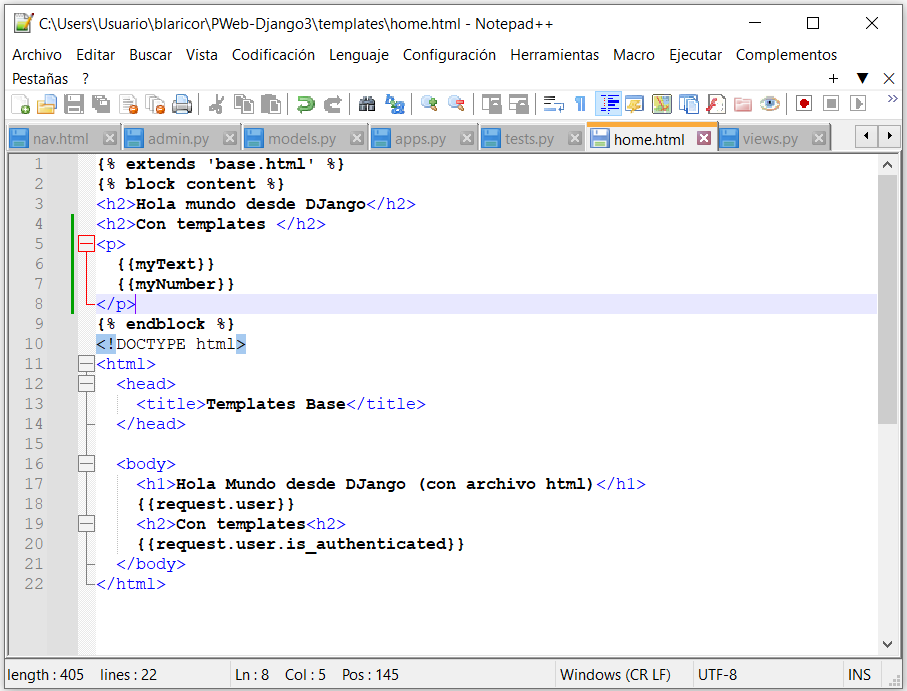 C:\Users\Usuario\blaricor\PWeb-Django3\templates\home.html - Notepad++
Archivo Editar Buscar Vista Codificación Lenguaje Configuración Herramientas Macro Ejecutar Complementos
Pestañas ? + ▼ X
nav.html admin.py models.py apps.py tests.py home.html views.py
1 {% extends 'base.html' %}
2 {% block content %}
3 <h2>Hola mundo desde DJango</h2>
4 <h2>Con templates </h2>
5 <p>
6 {{myText}}
7 {{myNumber}}
8 </p>
9 {% endblock %}
10 <!DOCTYPE html>
11 <html>
12 <head>
13 <title>Templates Base</title>
14 </head>
15
16 <body>
17 <h1>Hola Mundo desde DJango (con archivo html)</h1>
18 {{request.user}}
19 <h2>Con templates<h2>
20 {{request.user.is_authenticated}}
21 </body>
22 </html>
length : 405 lines : 22 Ln : 8 Col : 5 Pos : 145 Windows (CR LF) UTF-8 INS